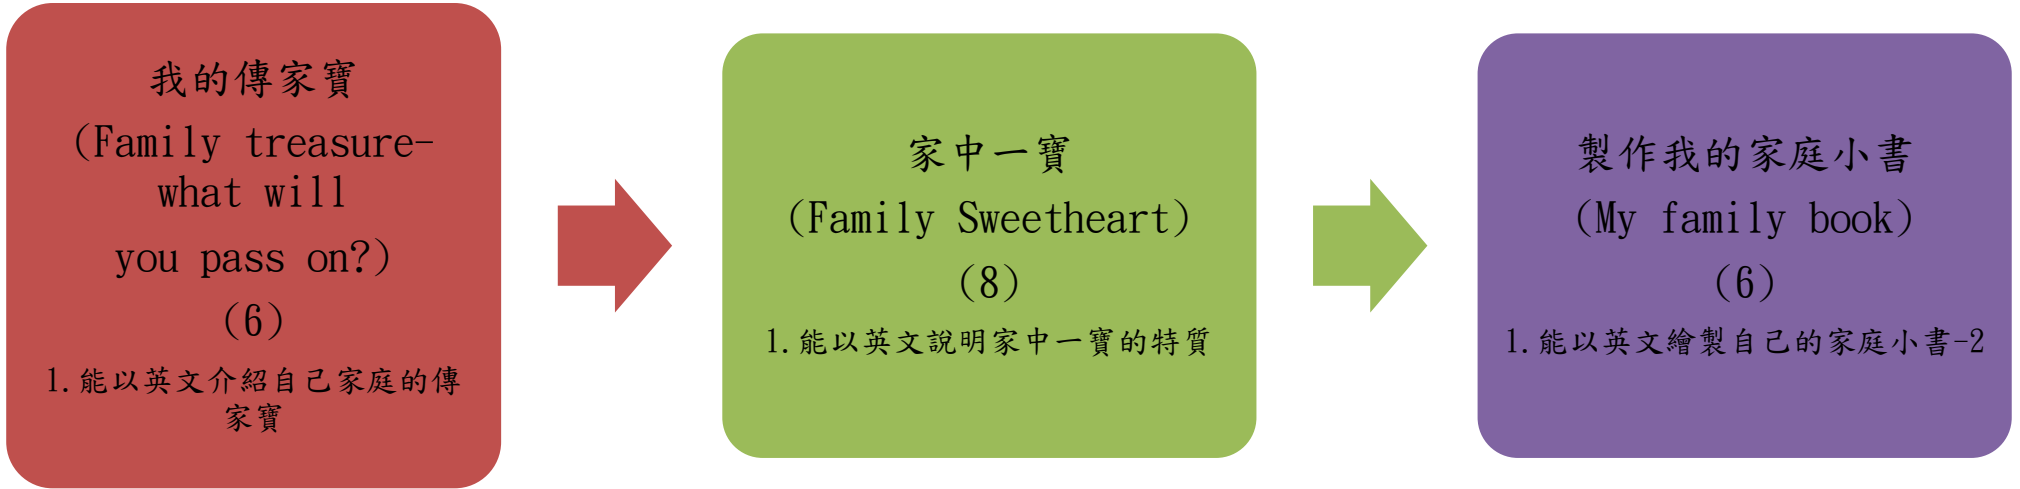 我的傳家寶
(Family treasure-
what will
you pass on?)
(6)
1.能以英文介紹自己家庭的傳
家寶
家中一寶
(Family Sweetheart)
(8)
1.能以英文說明家中一寶的特質
製作我的家庭小書
(My family book)
(6)
1.能以英文繪製自己的家庭小書-2